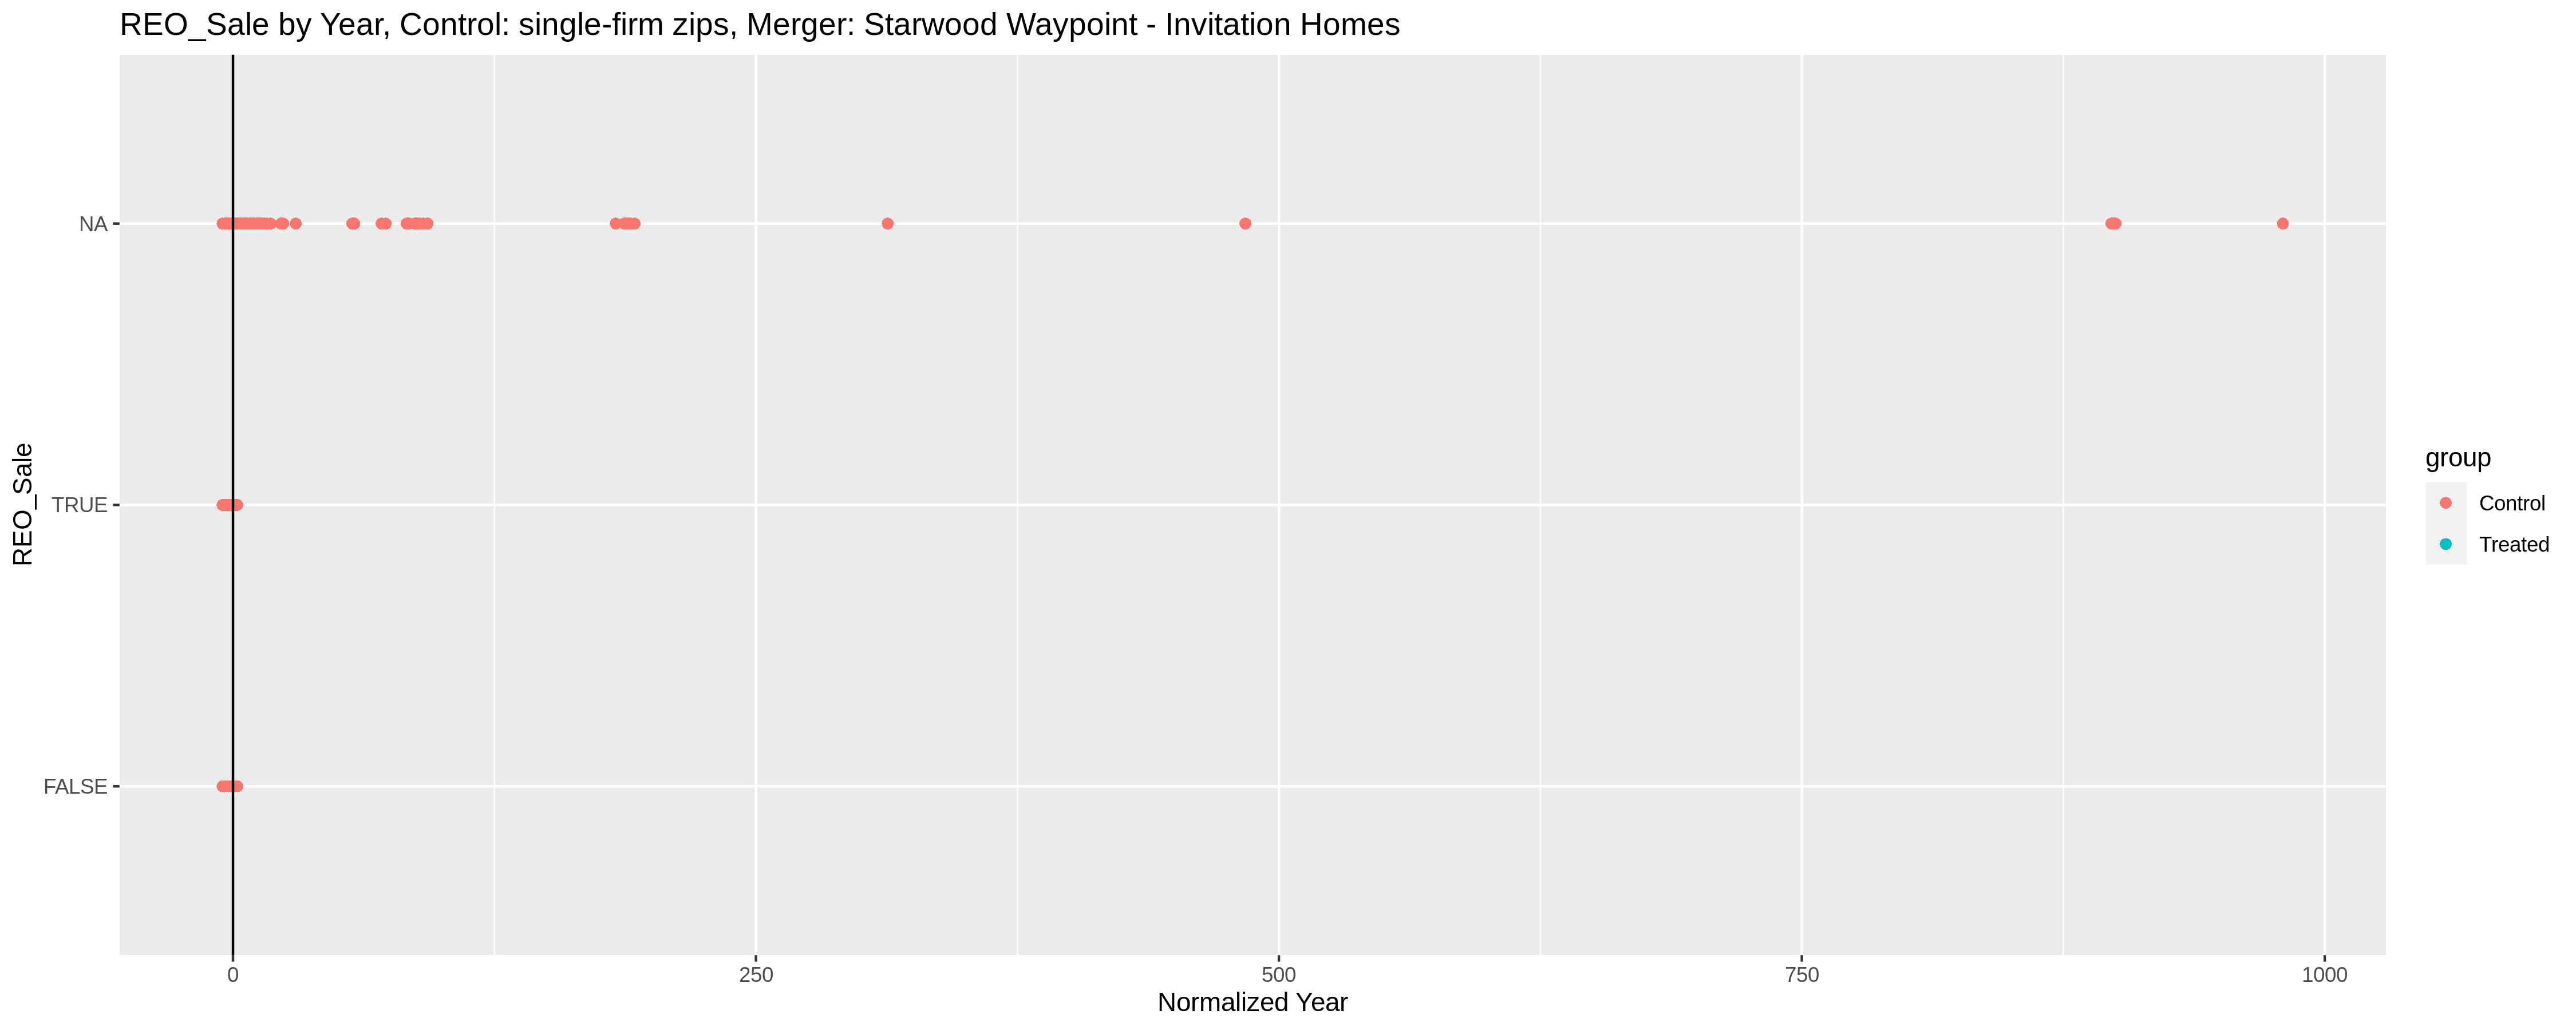 REO_Sale by Year, Control: single-firm zips, Merger: Starwood Waypoint - Invitation Homes
REO_Sale
NA
TRUE
FALSE
0 250 500 750 1000
Normalized Year
group
Control
Treated